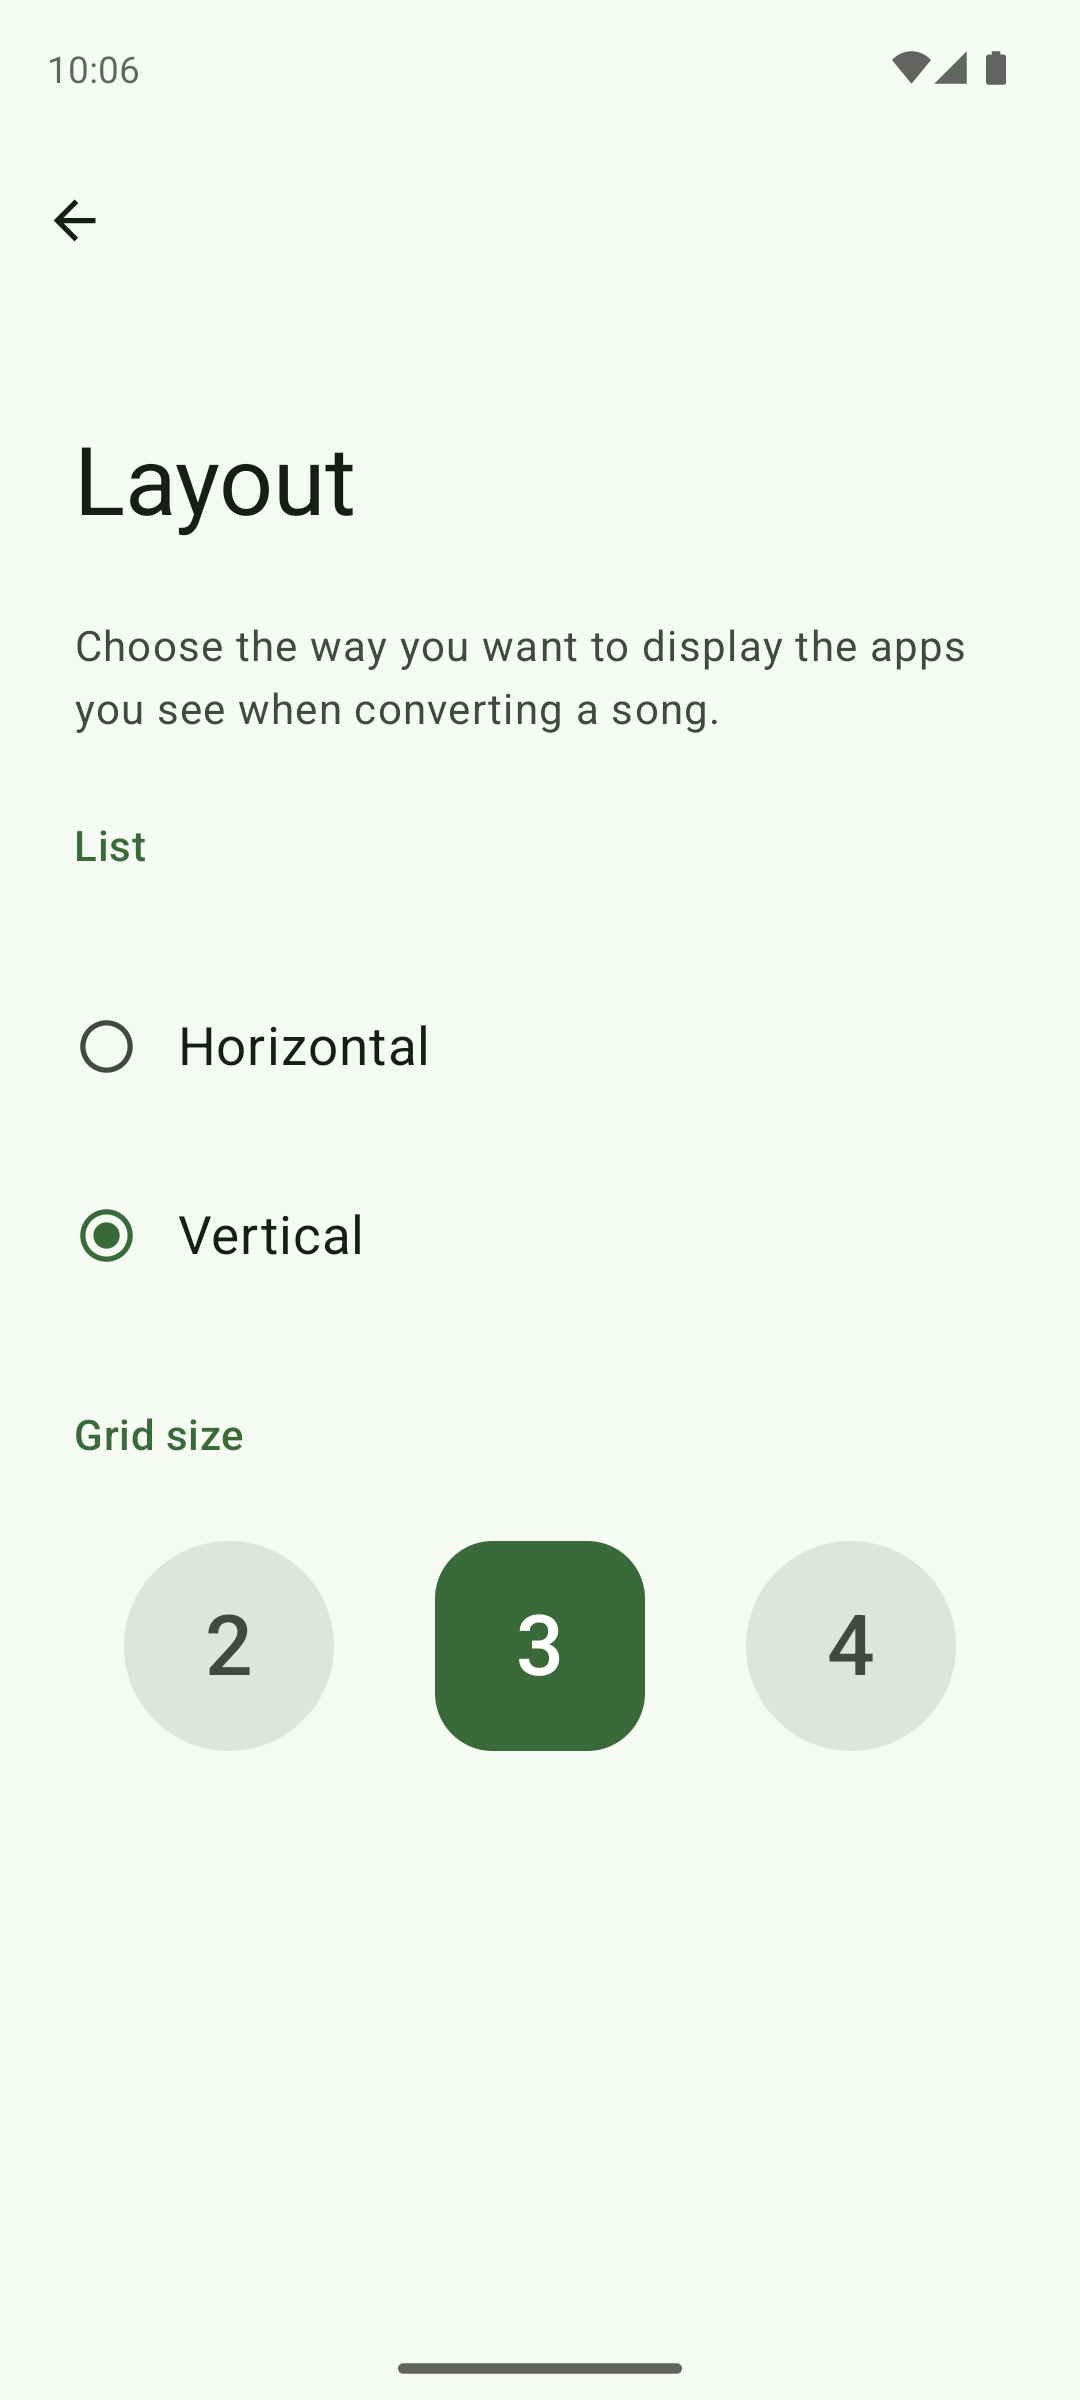 10:06
Layout
Choose the way you want to display the apps
you see when converting a song.
List
Horizontal
Vertical
Grid size
2 3 4